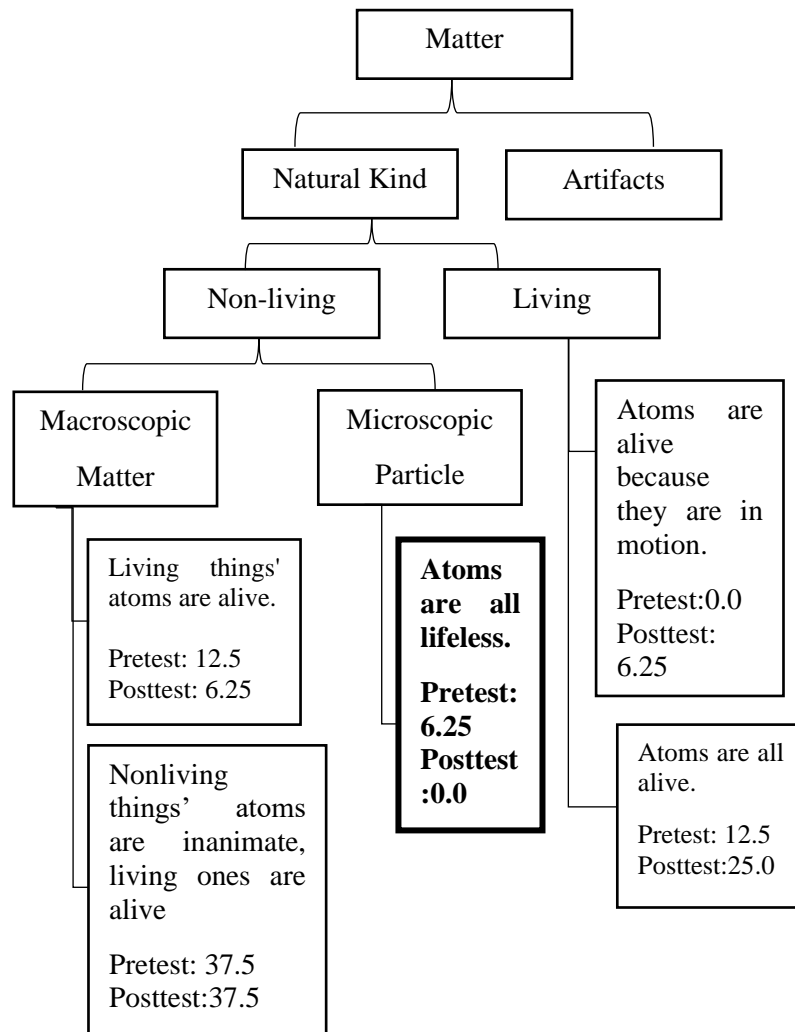 Matter
Natural Kind
Artifacts
Non-living
Living
Macroscopic
Matter
Microscopic
Particle
Atoms are
alive
because
they are in
motion.
Pretest:0.0
Posttest:
6.25
Living things'
atoms are alive.
Pretest: 12.5
Posttest: 6.25
Atoms
are all
lifeless.
Pretest:
6.25
Posttest
:0.0
Atoms are all
alive.
Pretest: 12.5
Posttest:25.0
Nonliving
things’ atoms
are inanimate,
living ones are
alive
Pretest: 37.5
Posttest:37.5